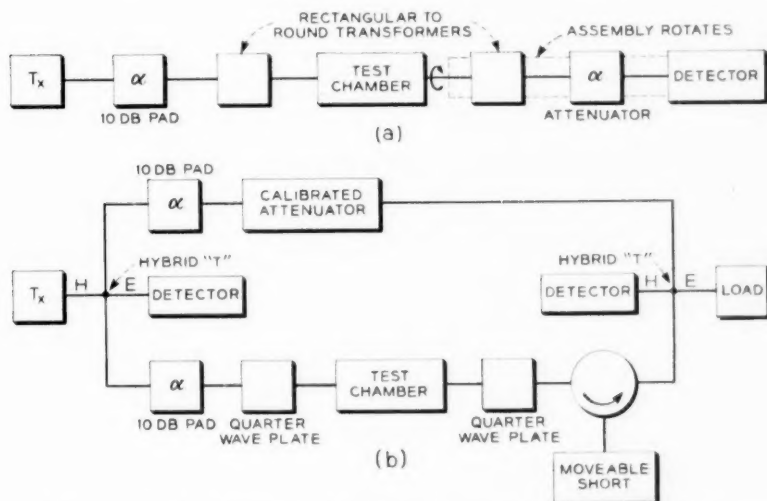 RECTANGULAR TO
ROUND TRANSFORMERS
ASSEMBLY ROTATES
Tx
α
TEST
CHAMBER
α
DETECTOR
10 DB PAD
ATTENUATOR
(a)
10 DB PAD
α
CALIBRATED
ATTENUATOR
HYBRID "T"
HYBRID "T"
Tx
H
E
DETECTOR
DETECTOR
H
E
LOAD
α
TEST
CHAMBER
10 DB PAD
QUARTER
WAVE PLATE
QUARTER
WAVE PLATE
(b)
MOVEABLE
SHORT